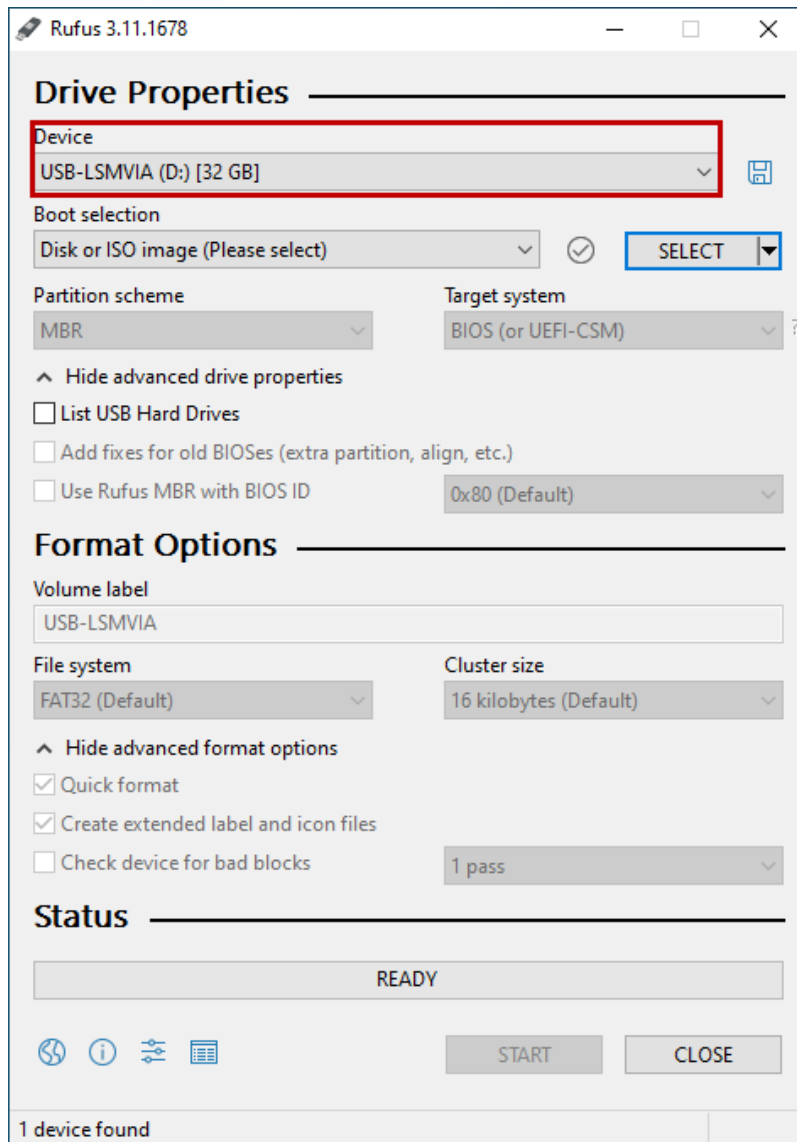 Rufus 3.11.1678
Drive Properties
Device
USB-LSMVIA (D:) [32 GB]
Boot selection
Disk or ISO image (Please select)
SELECT
Partition scheme
Target system
MBR
BIOS (or UEFI-CSM)
?
Hide advanced drive properties
List USB Hard Drives
Add fixes for old BIOSes (extra partition, align, etc.)
Use Rufus MBR with BIOS ID
0x80 (Default)
Format Options
Volume label
USB-LSMVIA
File system
Cluster size
FAT32 (Default)
16 kilobytes (Default)
Hide advanced format options
Quick format
Create extended label and icon files
Check device for bad blocks
1 pass
Status
READY
START
CLOSE
1 device found